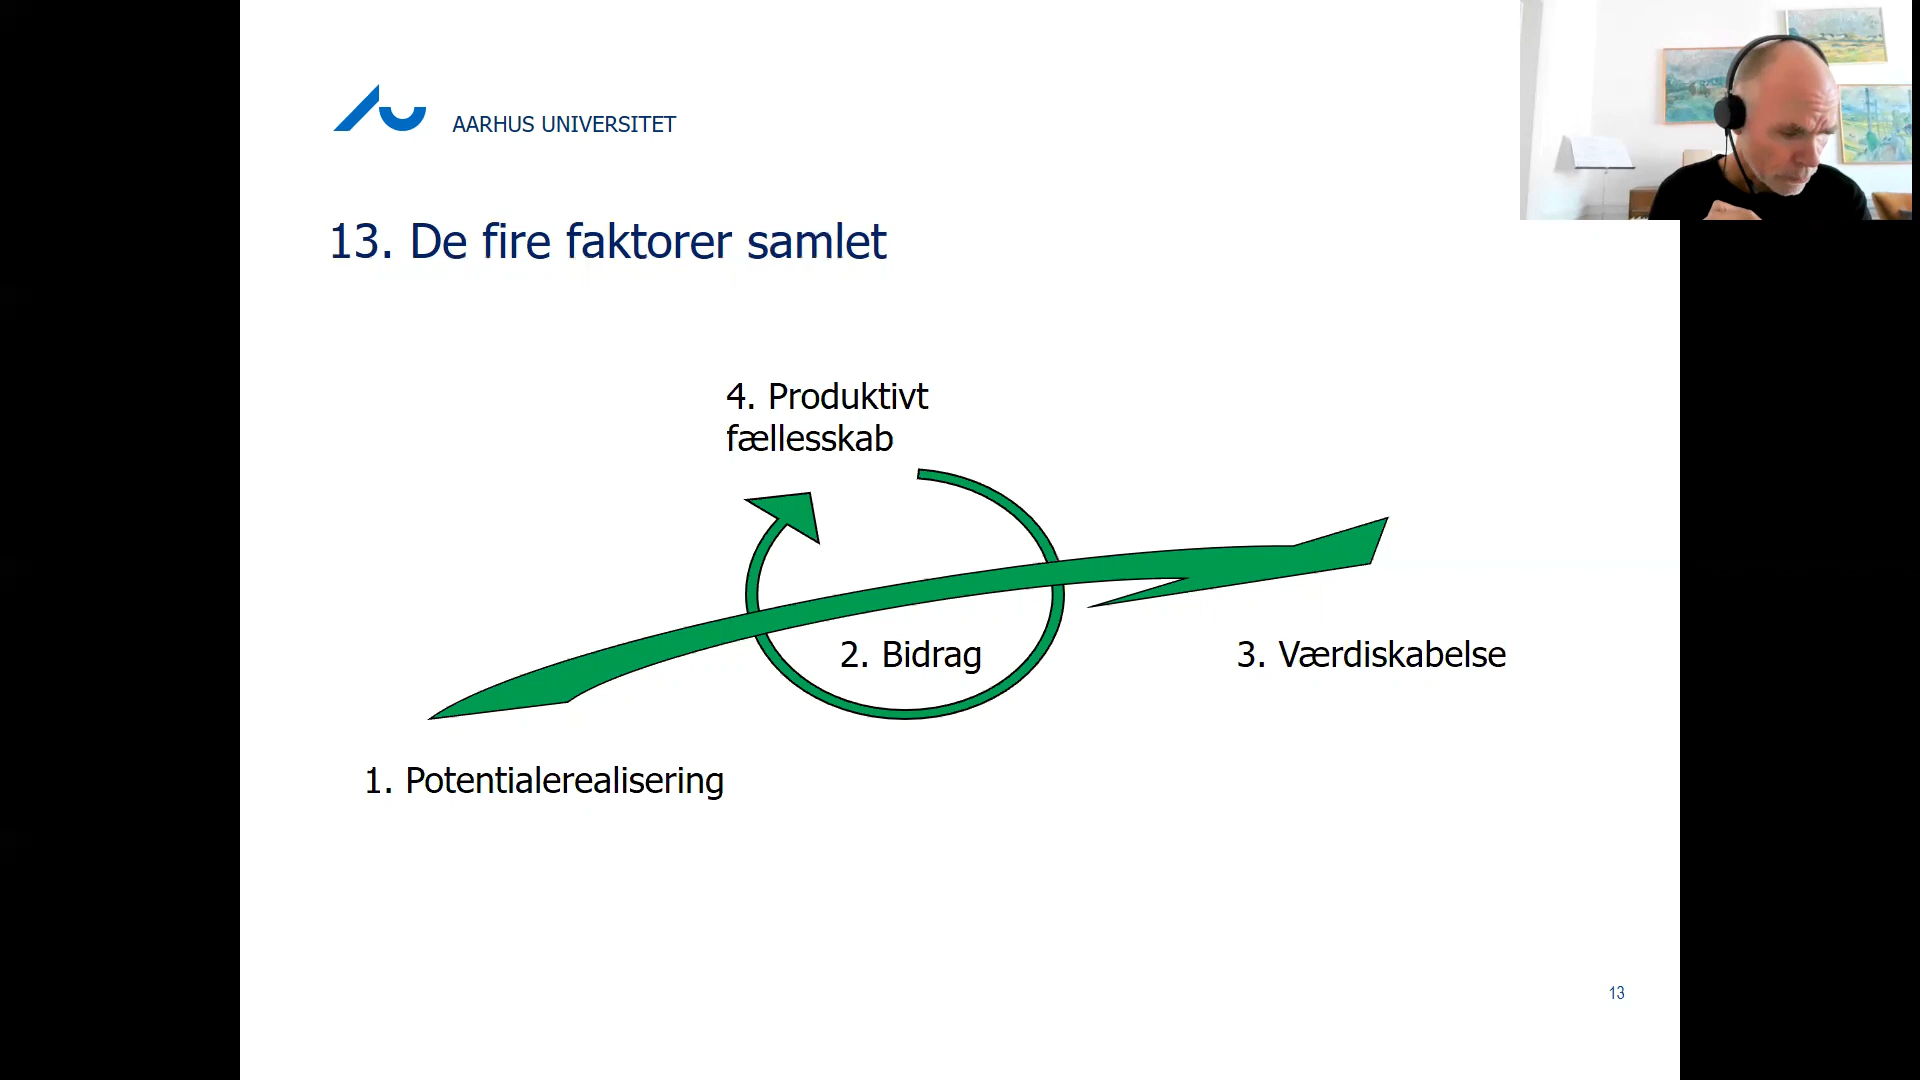 AARHUS UNIVERSITET
13. De fire faktorer samlet
4. Produktivt
fællesskab
2. Bidrag
3. Værdiskabelse
1. Potentialerealisering
13